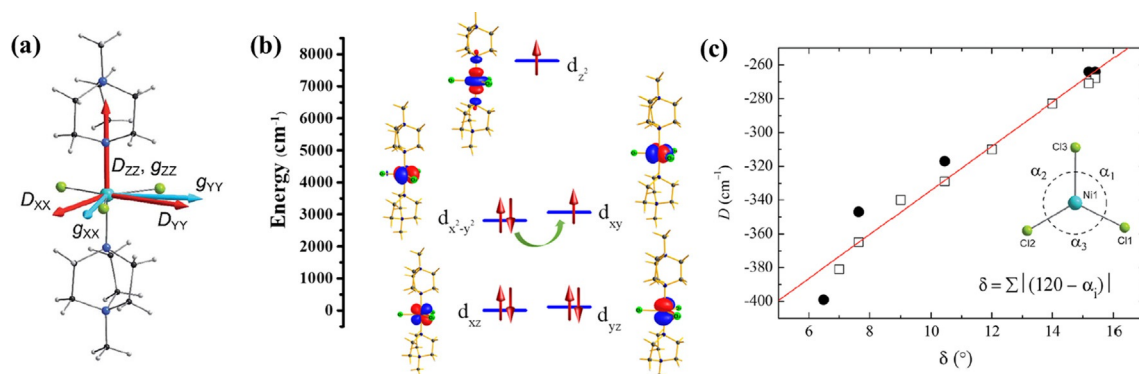 (a)
D_ZZ, g_ZZ
g_YY
D_XX
D_YY
g_XX
(b)
Energy (cm⁻¹)
8000
7000
6000
5000
4000
3000
2000
1000
0
d_z²
d_x²-y²
d_xy
d_xz
d_yz
(c)
D (cm⁻¹)
-260
-280
-300
-320
-340
-360
-380
-400
Cl3
α₂
α₁
Ni1
Cl2
Cl1
α₃
δ = Σ|(120 − αᵢ)|
6
8
10
12
14
16
δ (°)